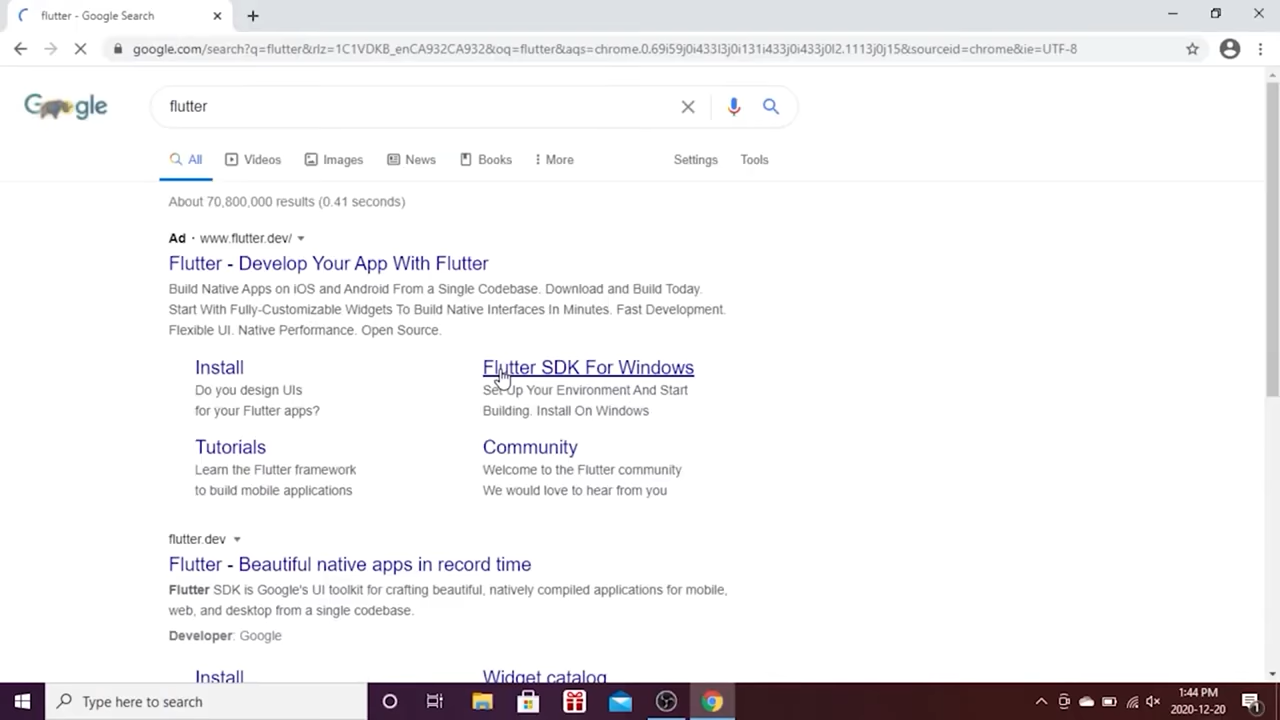 flutter - Google Search
google.com/search?q=flutter&rlz=1C1VDKB_enCA932CA932&oq=flutter&aqs=chrome.0.69i59j0i433l3j0i131i433j0i433j0l2.1113j0j15&sourceid=chrome&ie=UTF-8
Google
flutter
All
Videos
Images
News
Books
More
Settings
Tools
About 70,800,000 results (0.41 seconds)
Ad · www.flutter.dev/
Flutter - Develop Your App With Flutter
Build Native Apps on iOS and Android From a Single Codebase. Download and Build Today.
Start With Fully-Customizable Widgets To Build Native Interfaces In Minutes. Fast Development.
Flexible UI. Native Performance. Open Source.
Install
Do you design UIs
for your Flutter apps?
Flutter SDK For Windows
Set Up Your Environment And Start
Building. Install On Windows
Tutorials
Learn the Flutter framework
to build mobile applications
Community
Welcome to the Flutter community
We would love to hear from you
flutter.dev
Flutter - Beautiful native apps in record time
Flutter SDK is Google's UI toolkit for crafting beautiful, natively compiled applications for mobile,
web, and desktop from a single codebase.
Developer: Google
Install
Widget catalog
Type here to search
1:44 PM
2020-12-20
1